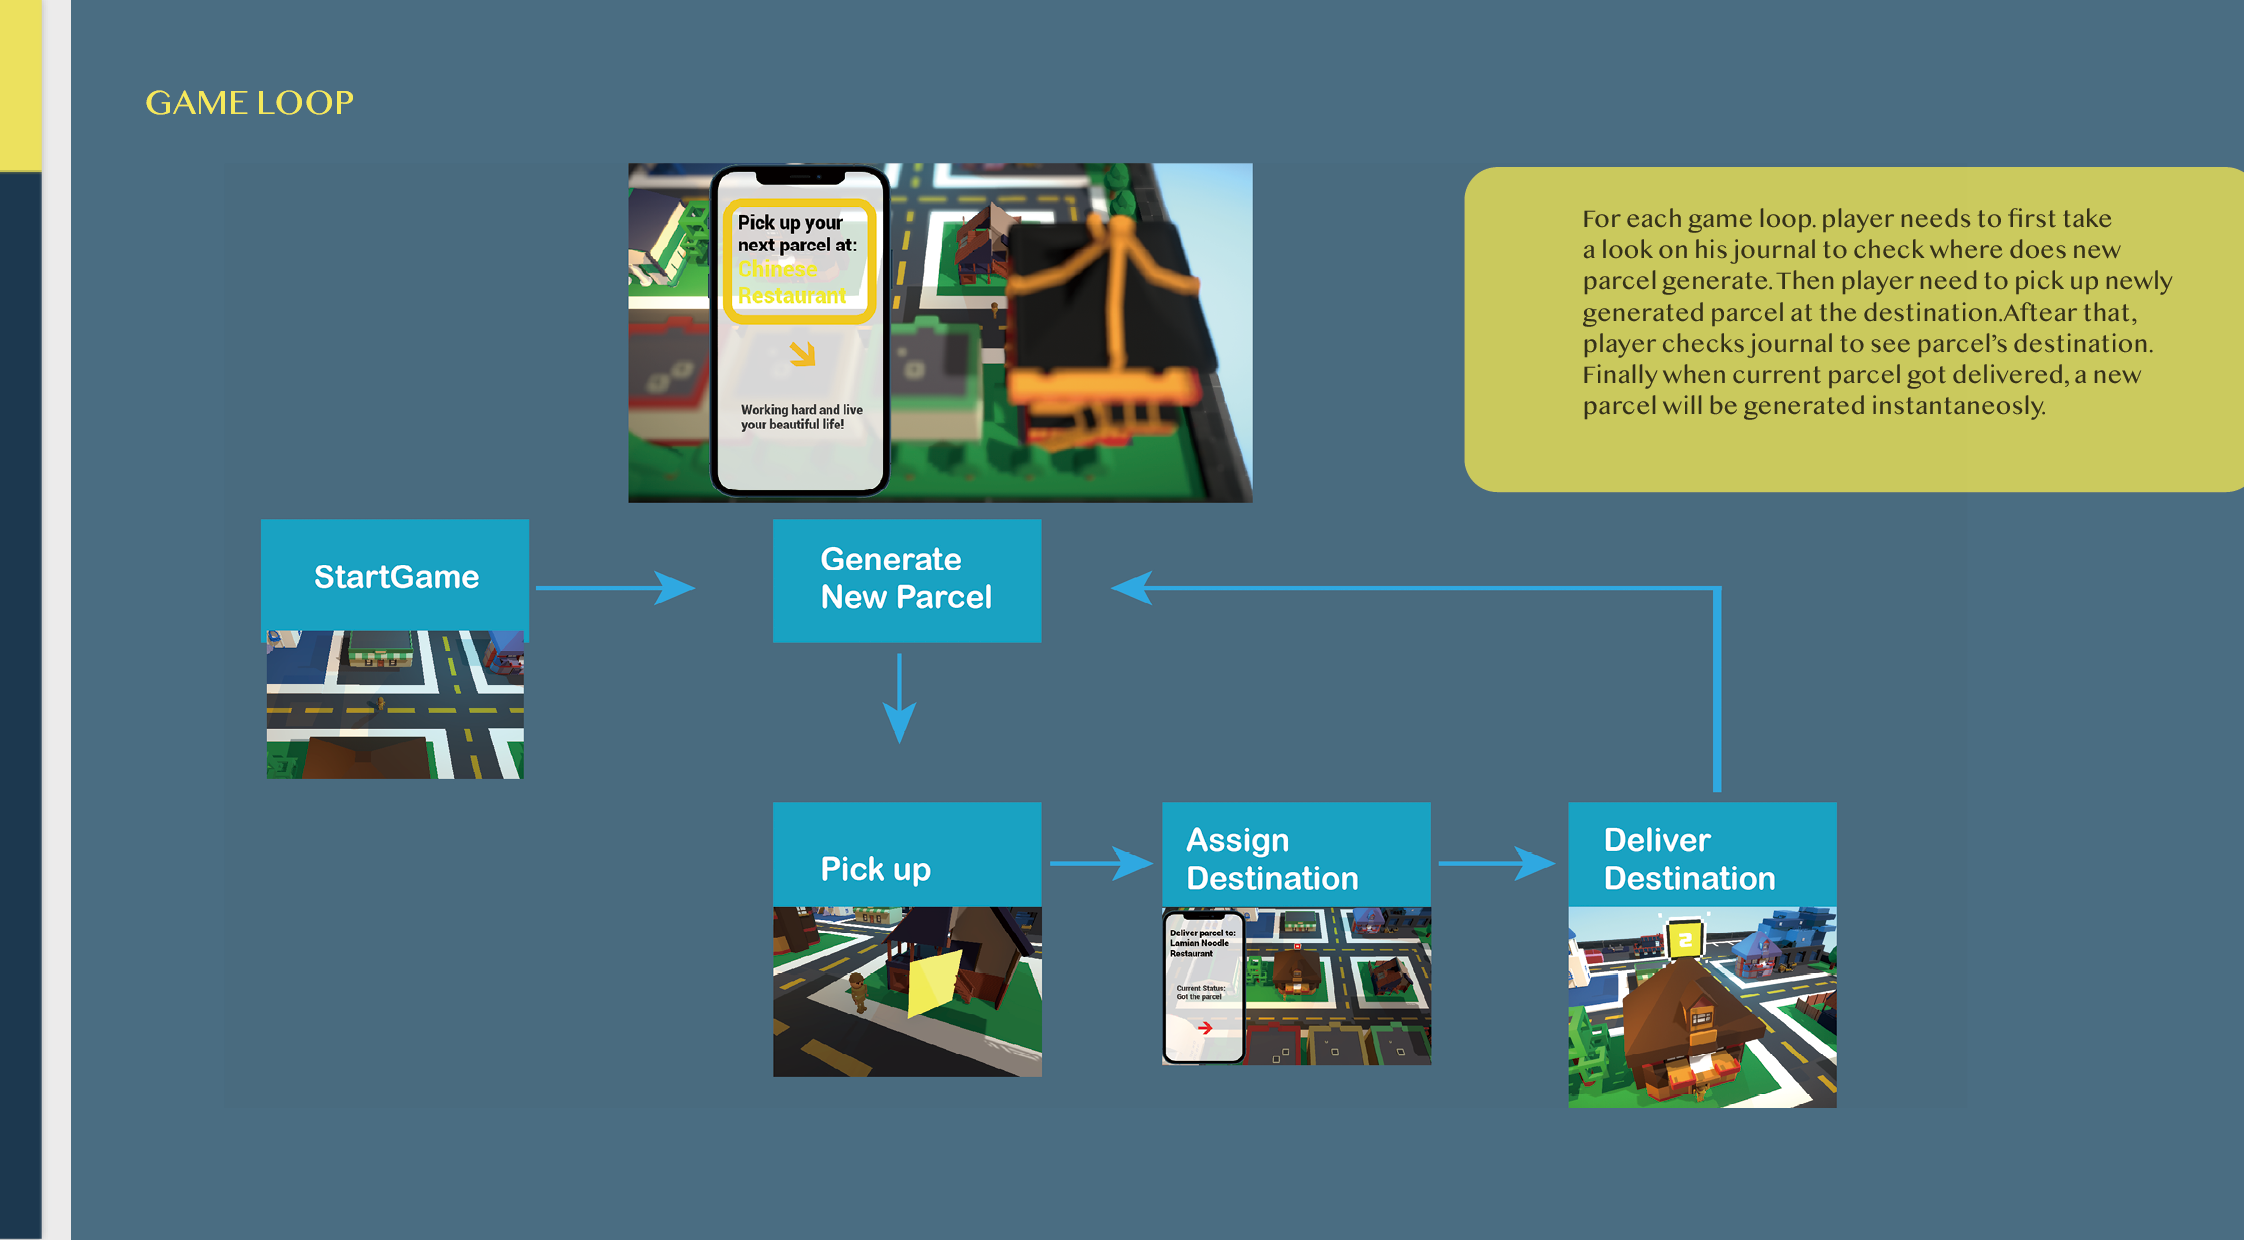 GAME LOOP
Pick up your
next parcel at:
Chinese
Restaurant
Working hard and live
your beautiful life!
For each game loop. player needs to first take
a look on his journal to check where does new
parcel generate. Then player need to pick up newly
generated parcel at the destination.Aftear that,
player checks journal to see parcel's destination.
Finally when current parcel got delivered, a new
parcel will be generated instantaneosly.
StartGame
Generate
New Parcel
Pick up
Assign
Destination
Deliver parcel to:
Lamian Noodle
Restaurant
Current Status:
Got the parcel
Deliver
Destination
2